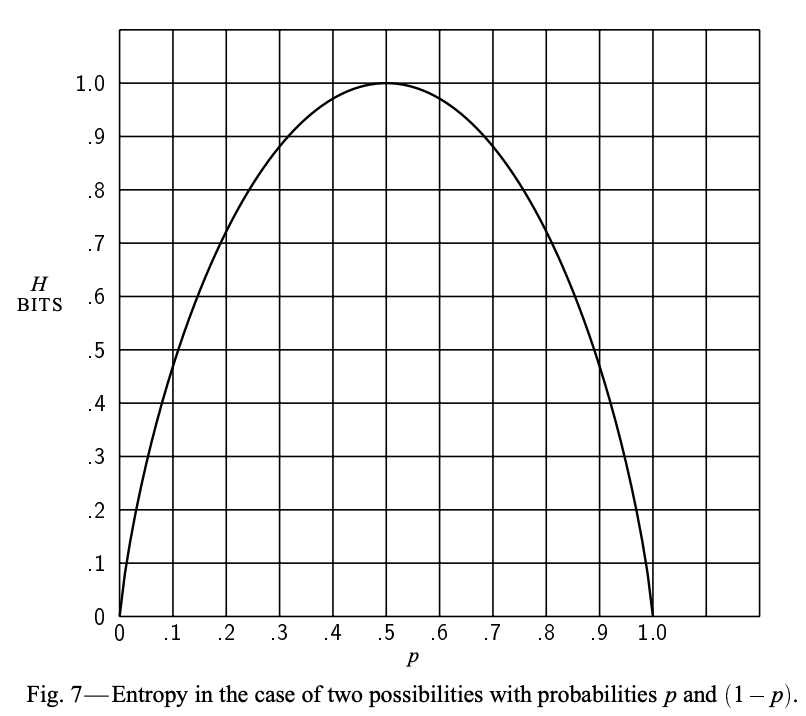 1.0
.9
.8
.7
H
BITS
.6
.5
.4
.3
.2
.1
0
0 .1 .2 .3 .4 .5 .6 .7 .8 .9 1.0
p
Fig. 7—Entropy in the case of two possibilities with probabilities p and (1 − p).